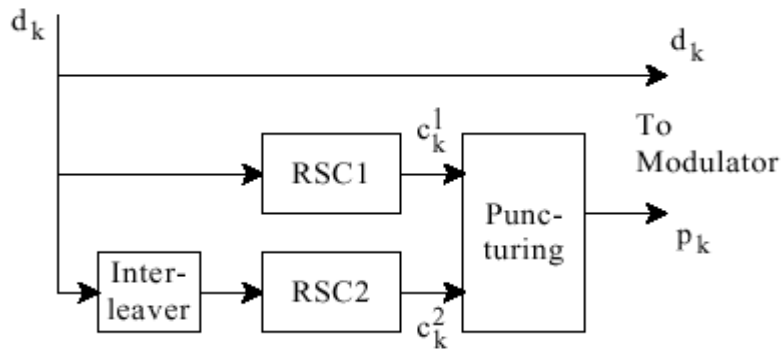 d_k
d_k
c_k^1
To
Modulator
RSC1
Punc-
turing
p_k
Inter-
leaver
RSC2
c_k^2